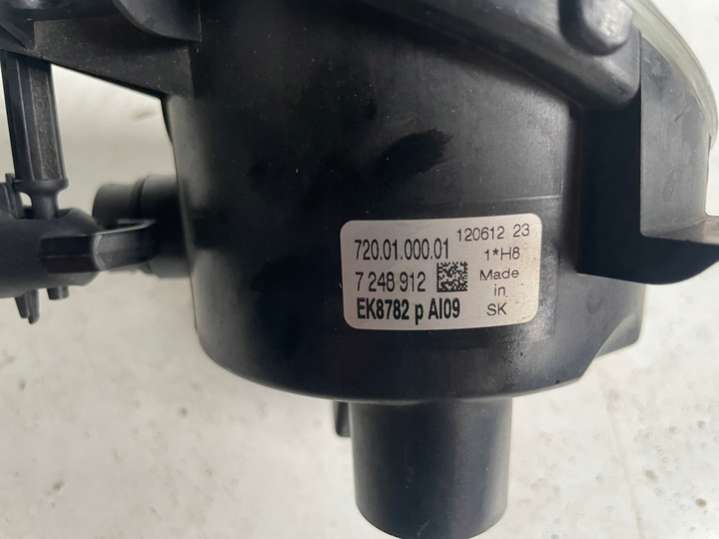 720.01.000.01 120612 23
1*H8
7 248 912 Made
in
EK8782 p AI09 SK